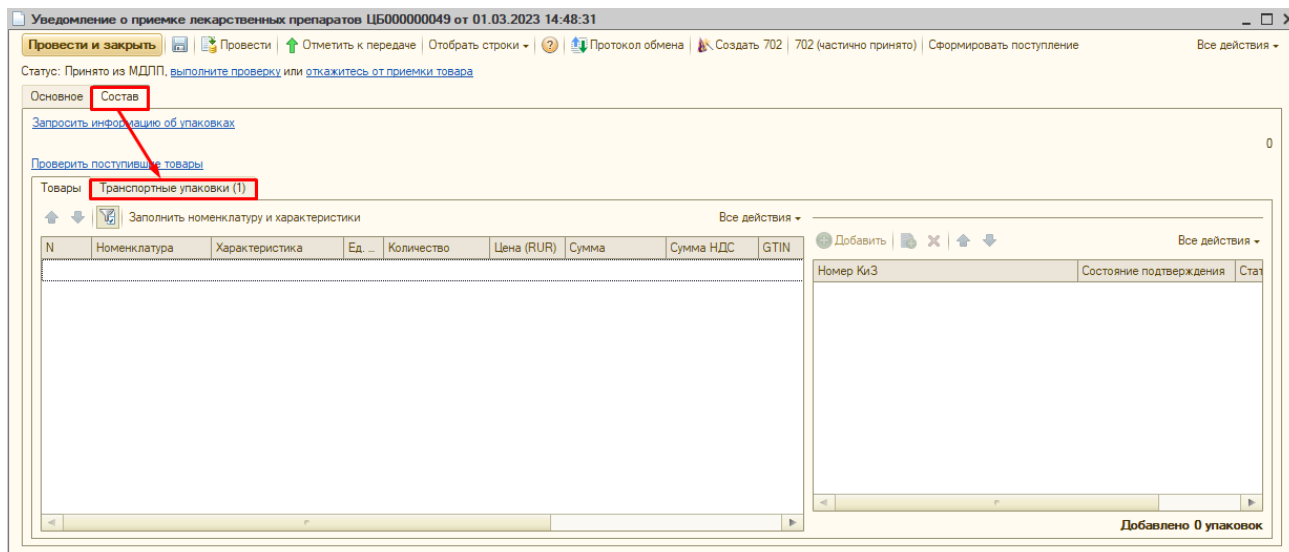 Уведомление о приемке лекарственных препаратов ЦБ000000049 от 01.03.2023 14:48:31
Провести и закрыть Провести Отметить к передаче Отобрать строки ? Протокол обмена Создать 702 702 (частично принято) Сформировать поступление Все действия
Статус: Принято из МДЛП, выполните проверку или откажитесь от приемки товара
Основное Состав
Запросить информацию об упаковках
0
Проверить поступившие товары
Товары Транспортные упаковки (1)
Заполнить номенклатуру и характеристики Все действия
Добавить Все действия
N Номенклатура Характеристика Ед. ... Количество Цена (RUR) Сумма Сумма НДС GTIN
Номер КиЗ Состояние подтверждения Стат
Добавлено 0 упаковок